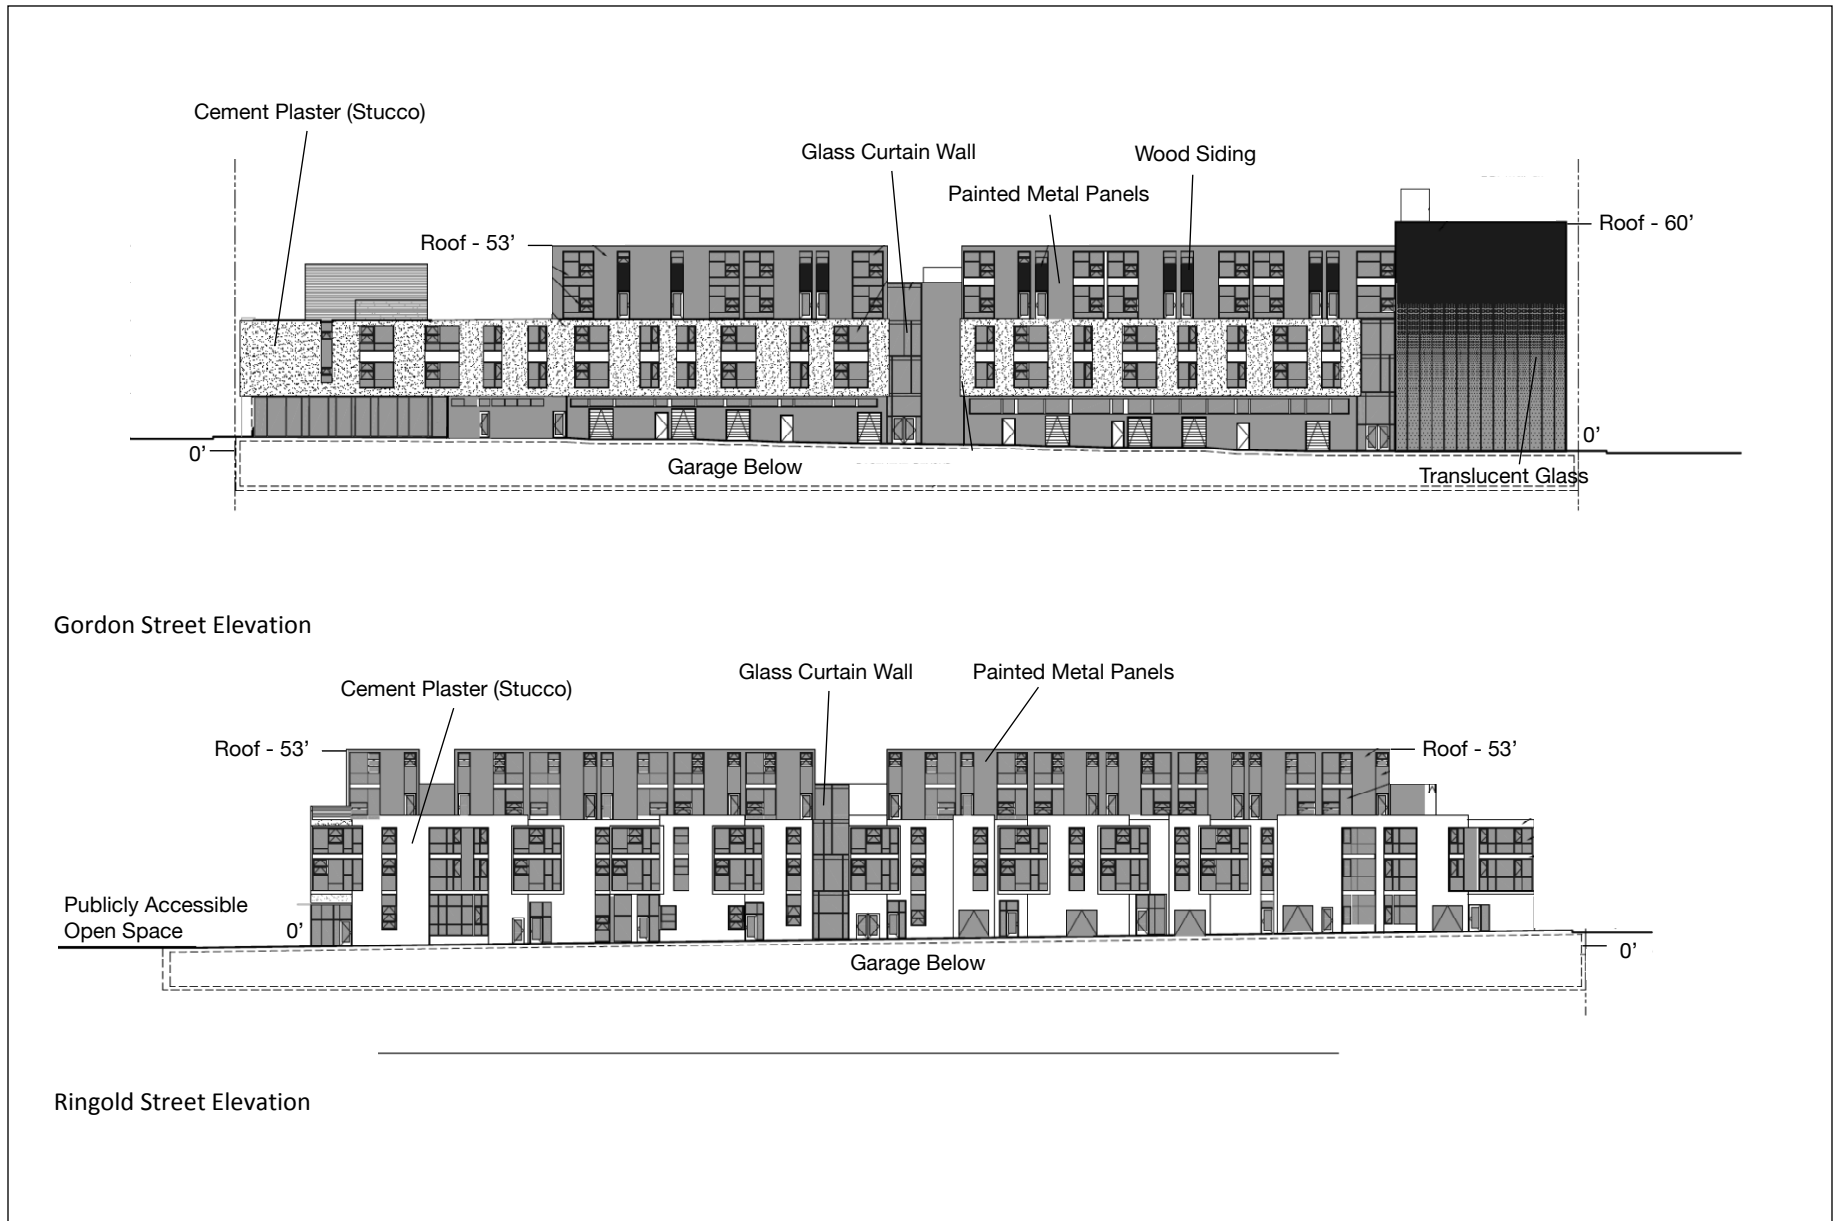 Cement Plaster (Stucco)
Glass Curtain Wall
Wood Siding
Painted Metal Panels
Roof - 53’
Roof - 60’
0’
0’
Garage Below
Translucent Glass
Gordon Street Elevation
Glass Curtain Wall
Painted Metal Panels
Cement Plaster (Stucco)
Roof - 53’
Roof - 53’
Publicly Accessible
Open Space
0’
0’
Garage Below
Ringold Street Elevation